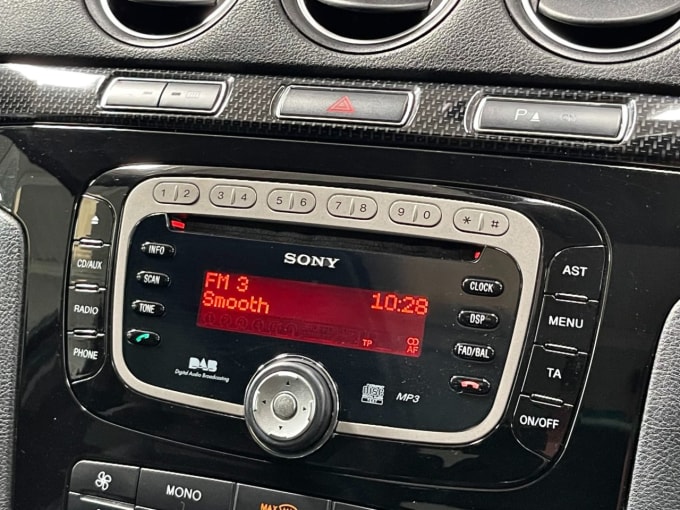 P
1 2 3 4 5 6 7 8 9 0 * #
SONY
INFO
SCAN
TONE
CD/AUX
RADIO
PHONE
FM 3
Smooth 10:28
TP CD
AF
CLOCK
DSP
FAD/BAL
AST
MENU
TA
ON/OFF
DAB
Digital Audio Broadcasting
MP3
MONO